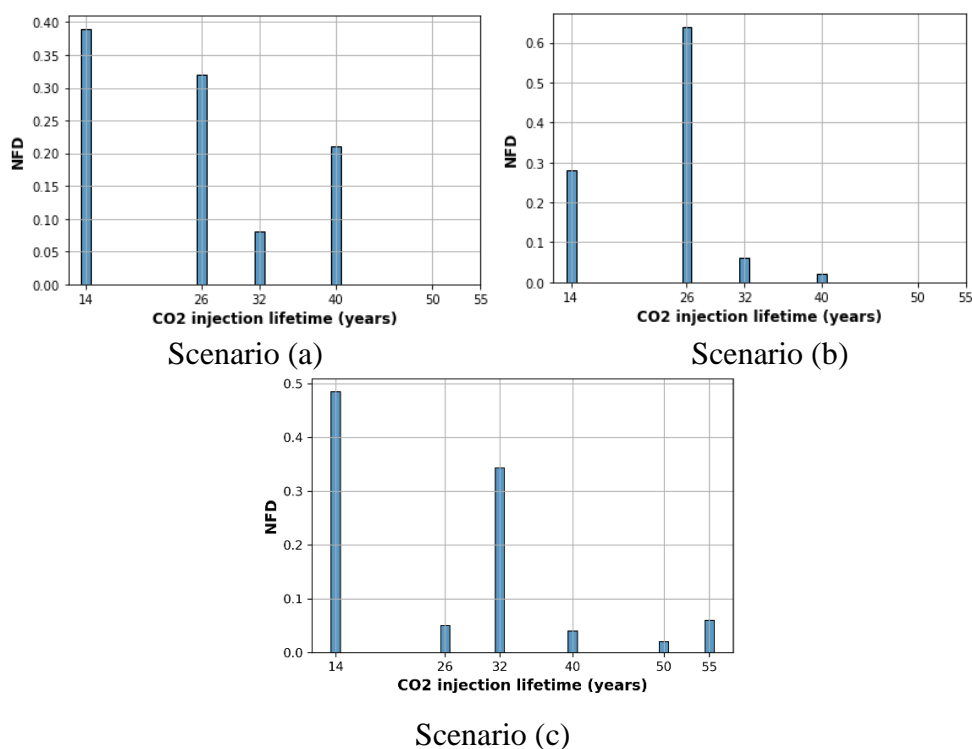 0.40
0.35
0.30
0.25
0.20
0.15
0.10
0.05
0.00
NFD
14 26 32 40 50 55
CO2 injection lifetime (years)
Scenario (a)
0.6
0.5
0.4
0.3
0.2
0.1
0.0
NFD
14 26 32 40 50 55
CO2 injection lifetime (years)
Scenario (b)
0.5
0.4
0.3
0.2
0.1
0.0
NFD
14 26 32 40 50 55
CO2 injection lifetime (years)
Scenario (c)